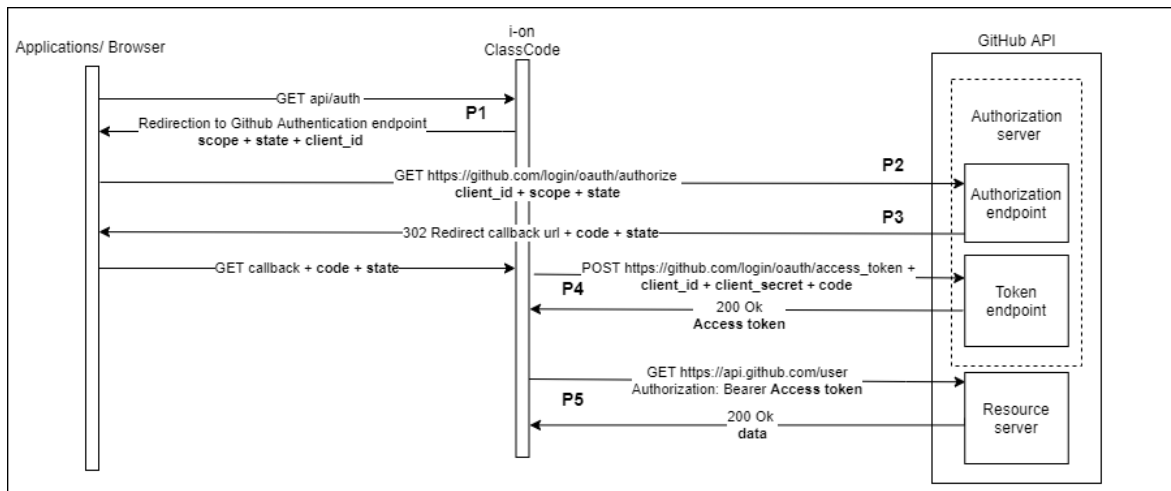 Applications/ Browser
i-on
ClassCode
GitHub API
GET api/auth
P1
Redirection to Github Authentication endpoint
scope + state + client_id
Authorization
server
GET https://github.com/login/oauth/authorize
client_id + scope + state
P2
Authorization
endpoint
P3
302 Redirect callback url + code + state
GET callback + code + state
POST https://github.com/login/oauth/access_token +
client_id + client_secret + code
P4
200 Ok
Access token
Token
endpoint
GET https://api.github.com/user
Authorization: Bearer Access token
P5
200 Ok
data
Resource
server